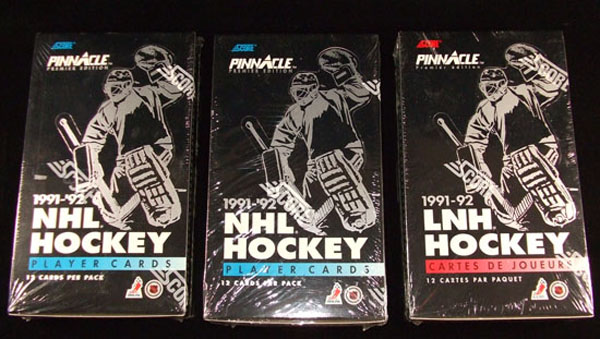 SCORE
PINNACLE
PREMIER EDITION
1991-'92
NHL
HOCKEY
PLAYER CARDS
12 CARDS PER PACK
SCORE
PINNACLE
PREMIER EDITION
1991-'92
NHL
HOCKEY
PLAYER CARDS
12 CARDS PER PACK
SCORE
PINNACLE
Premier edition
1991-92
LNH
HOCKEY
CARTES DE JOUEURS
12 CARTES PAR PAQUET